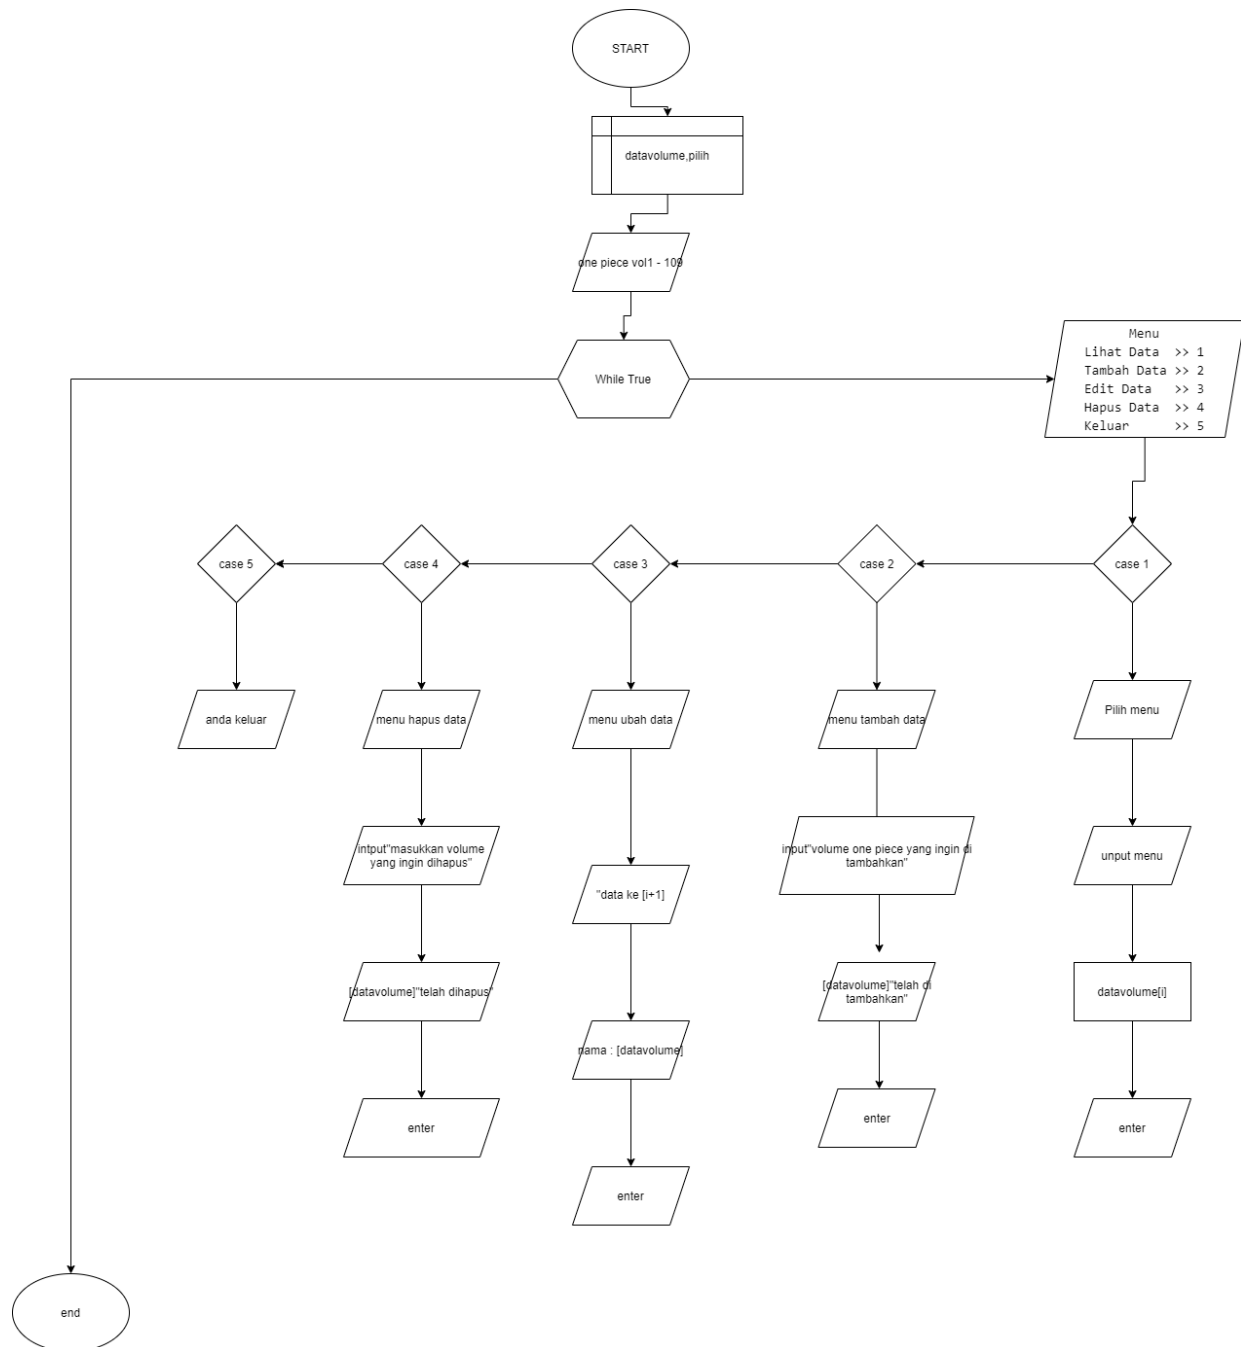 START
datavolume,pilih
one piece vol1 - 109
While True
Menu
Lihat Data >> 1
Tambah Data >> 2
Edit Data >> 3
Hapus Data >> 4
Keluar >> 5
case 5
case 4
case 3
case 2
case 1
anda keluar
menu hapus data
menu ubah data
menu tambah data
Pilih menu
intput"masukkan volume
yang ingin dihapus"
"data ke [i+1]
input"volume one piece yang ingin di
tambahkan"
unput menu
[datavolume]"telah dihapus"
nama : [datavolume]
[datavolume]"telah di
tambahkan"
datavolume[i]
enter
enter
enter
enter
end